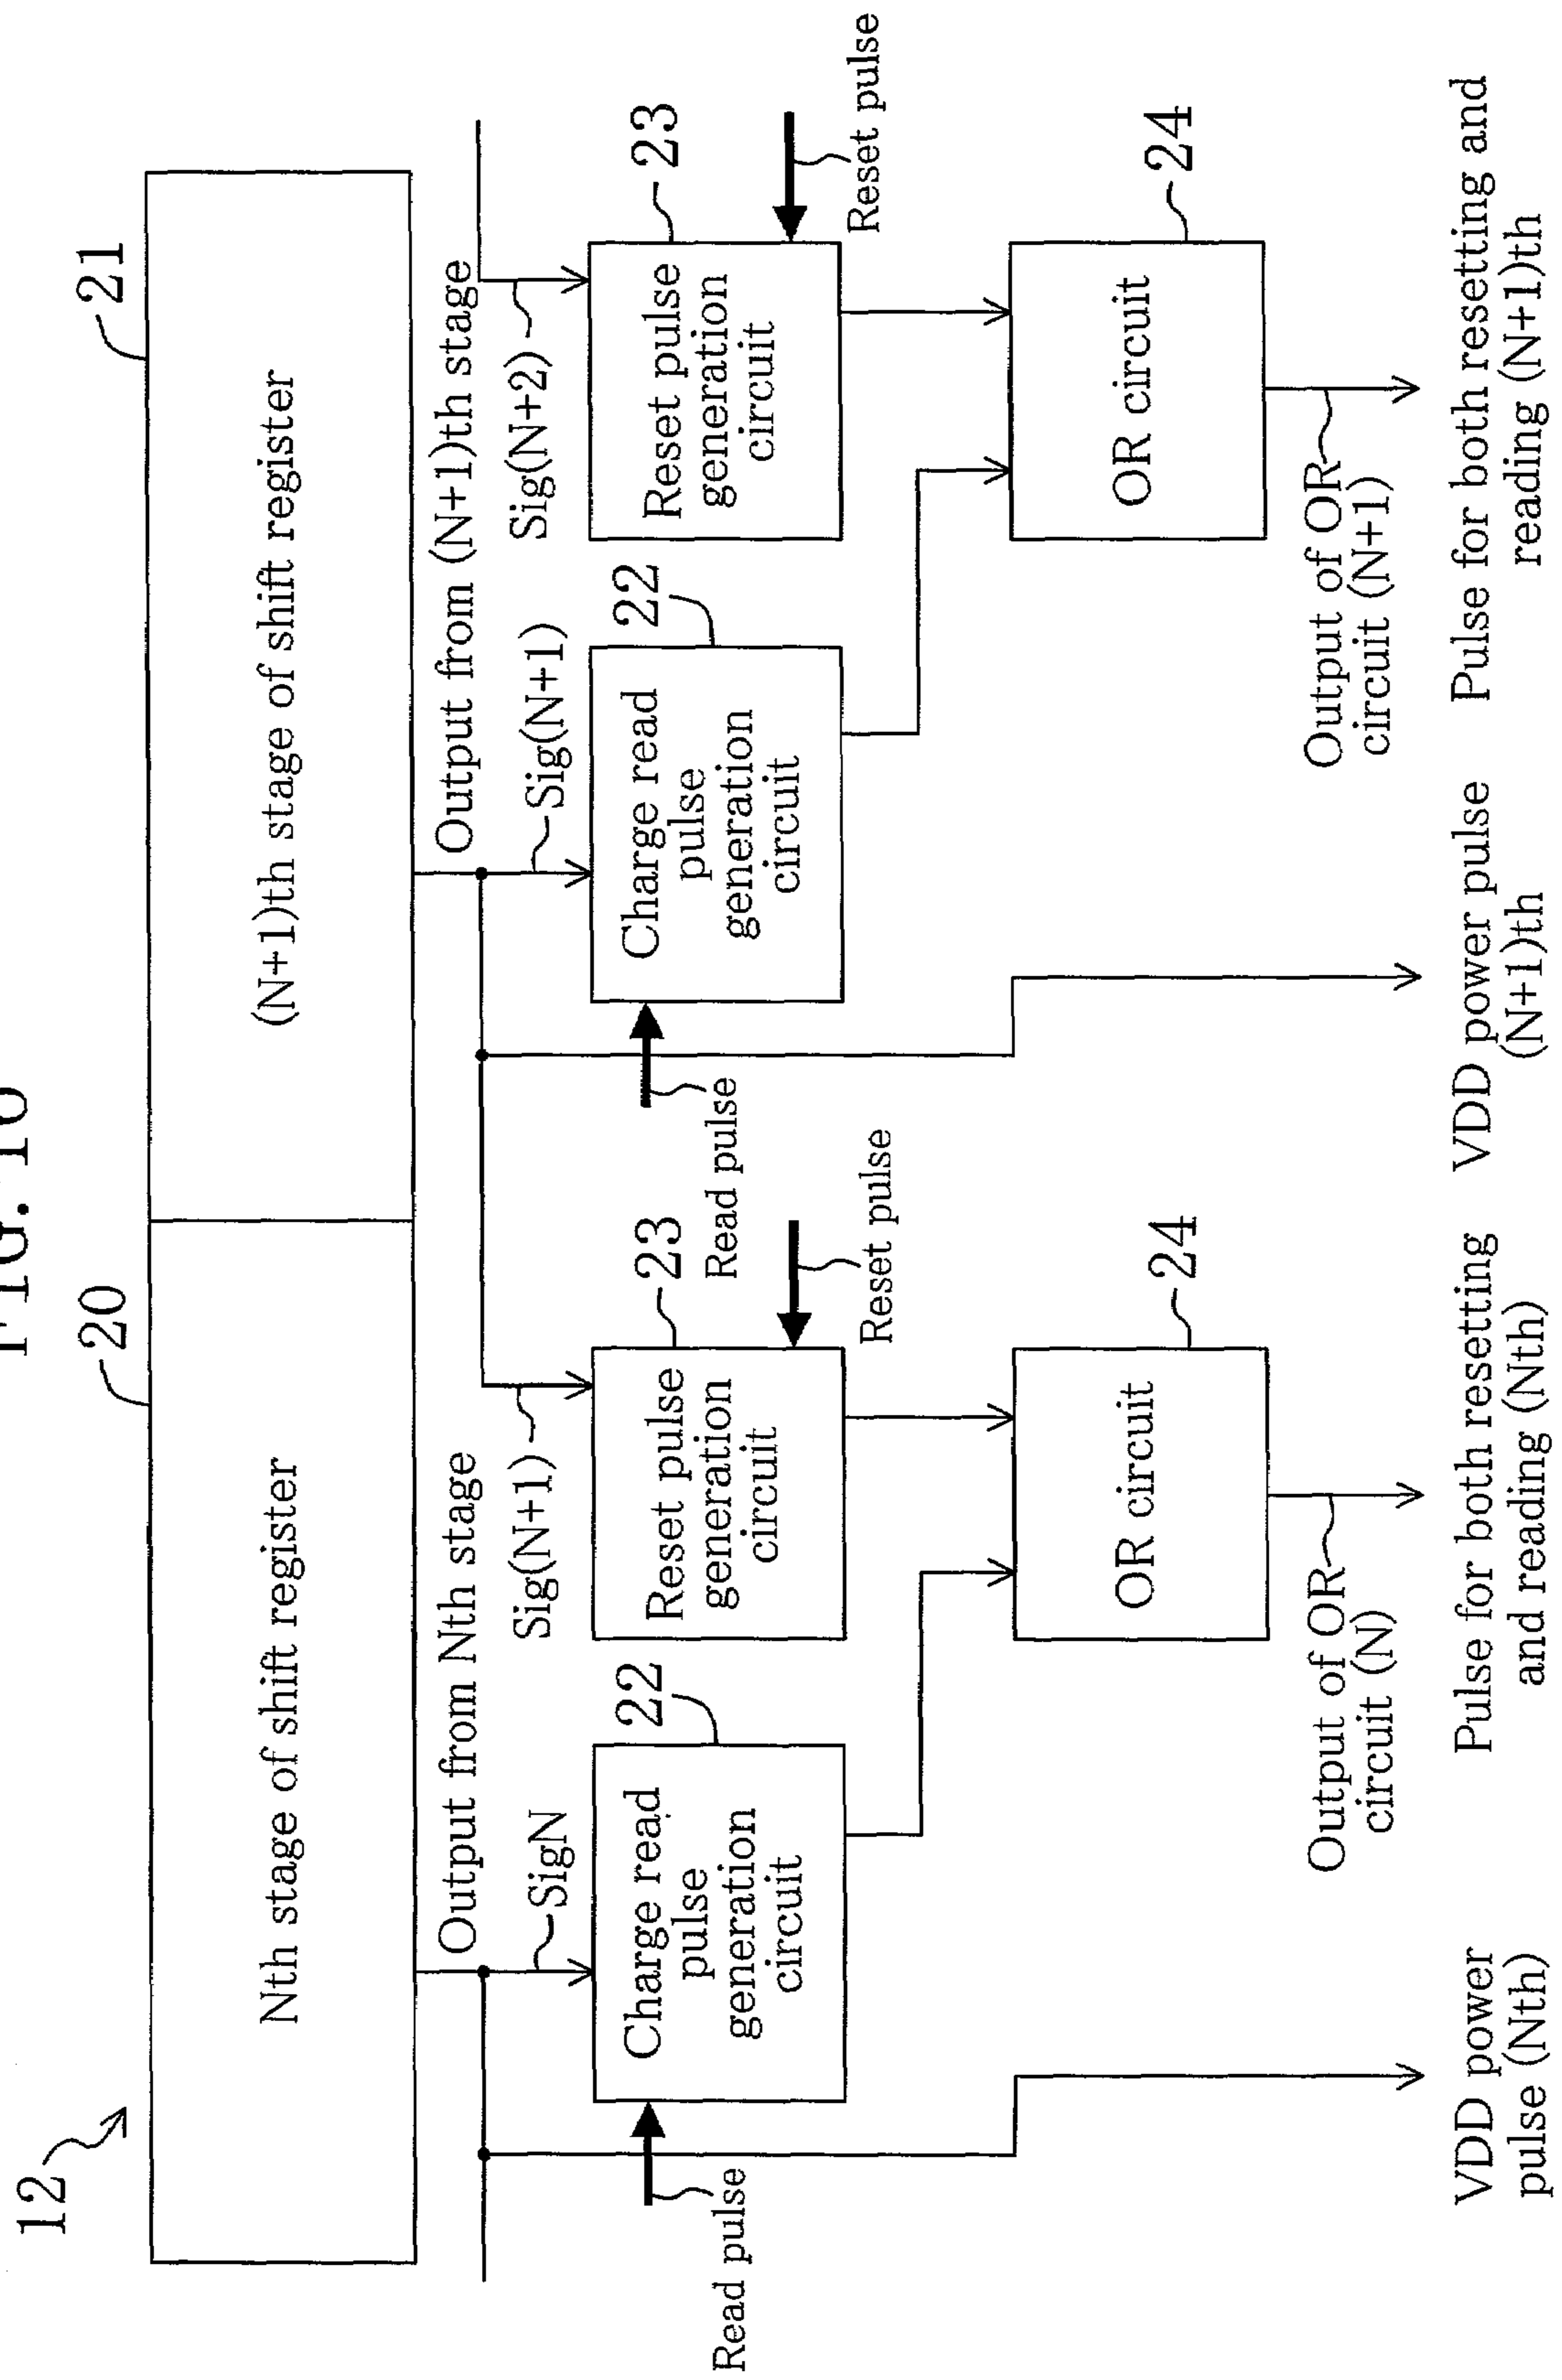 FIG. 10
12
20
21
Nth stage of shift register
(N+1)th stage of shift register
Output from Nth stage
Output from (N+1)th stage
SigN
Sig(N+1)
Sig(N+1)
Sig(N+2)
22
23
22
23
Charge read
pulse
generation
circuit
Reset pulse
generation
circuit
Charge read
pulse
generation
circuit
Reset pulse
generation
circuit
Read pulse
Reset pulse
Read pulse
Reset pulse
24
24
OR circuit
OR circuit
Output of OR
circuit (N)
Output of OR
circuit (N+1)
VDD power
pulse (Nth)
Pulse for both resetting
and reading (Nth)
VDD power pulse
(N+1)th
Pulse for both resetting and
reading (N+1)th